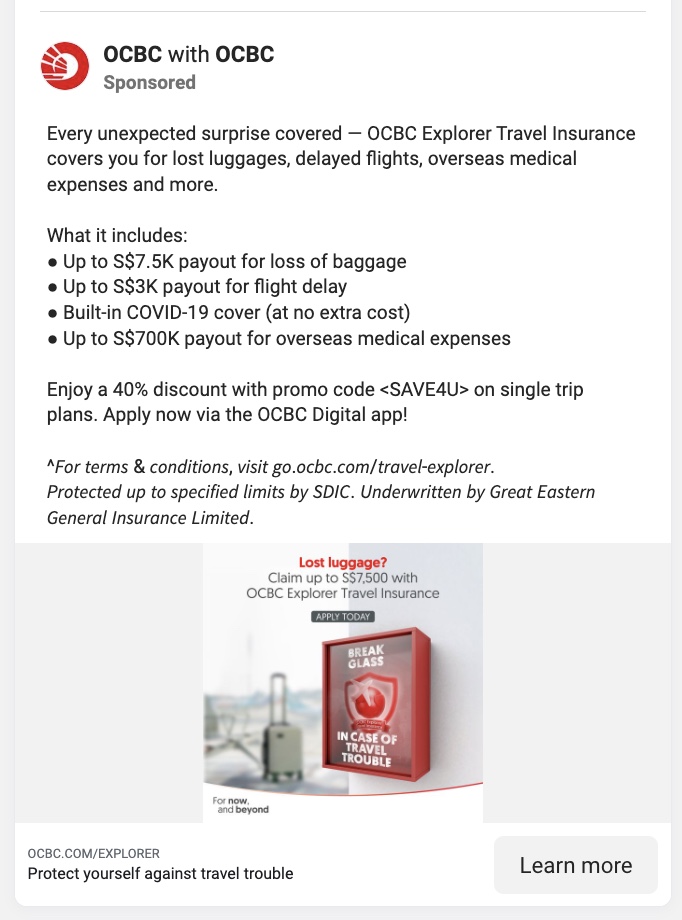 OCBC with OCBC
Sponsored
Every unexpected surprise covered — OCBC Explorer Travel Insurance
covers you for lost luggages, delayed flights, overseas medical
expenses and more.
What it includes:
● Up to S$7.5K payout for loss of baggage
● Up to S$3K payout for flight delay
● Built-in COVID-19 cover (at no extra cost)
● Up to S$700K payout for overseas medical expenses
Enjoy a 40% discount with promo code <SAVE4U> on single trip
plans. Apply now via the OCBC Digital app!
^For terms & conditions, visit go.ocbc.com/travel-explorer.
Protected up to specified limits by SDIC. Underwritten by Great Eastern
General Insurance Limited.
Lost luggage?
Claim up to S$7,500 with
OCBC Explorer Travel Insurance
APPLY TODAY
BREAK
GLASS
IN CASE OF
TRAVEL
TROUBLE
For now,
and beyond
OCBC.COM/EXPLORER
Protect yourself against travel trouble
Learn more